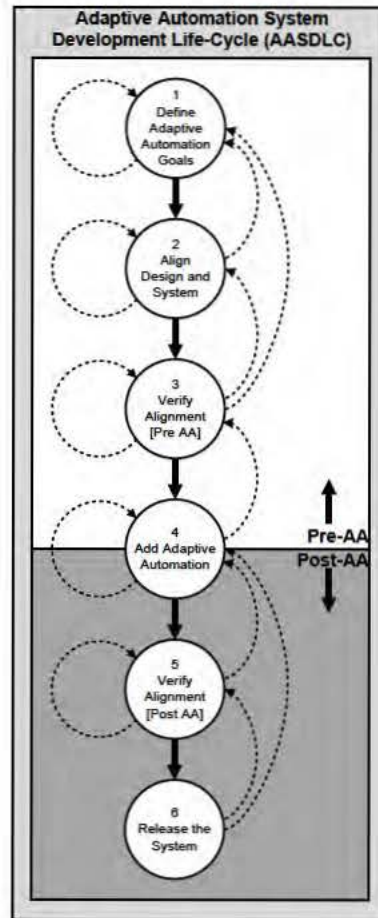 Adaptive Automation System
Development Life-Cycle (AASDLC)
1
Define
Adaptive
Automation
Goals
2
Align
Design and
System
3
Verify
Alignment
[Pre AA]
4
Add Adaptive
Automation
Pre-AA
Post-AA
5
Verify
Alignment
[Post AA]
6
Release the
System